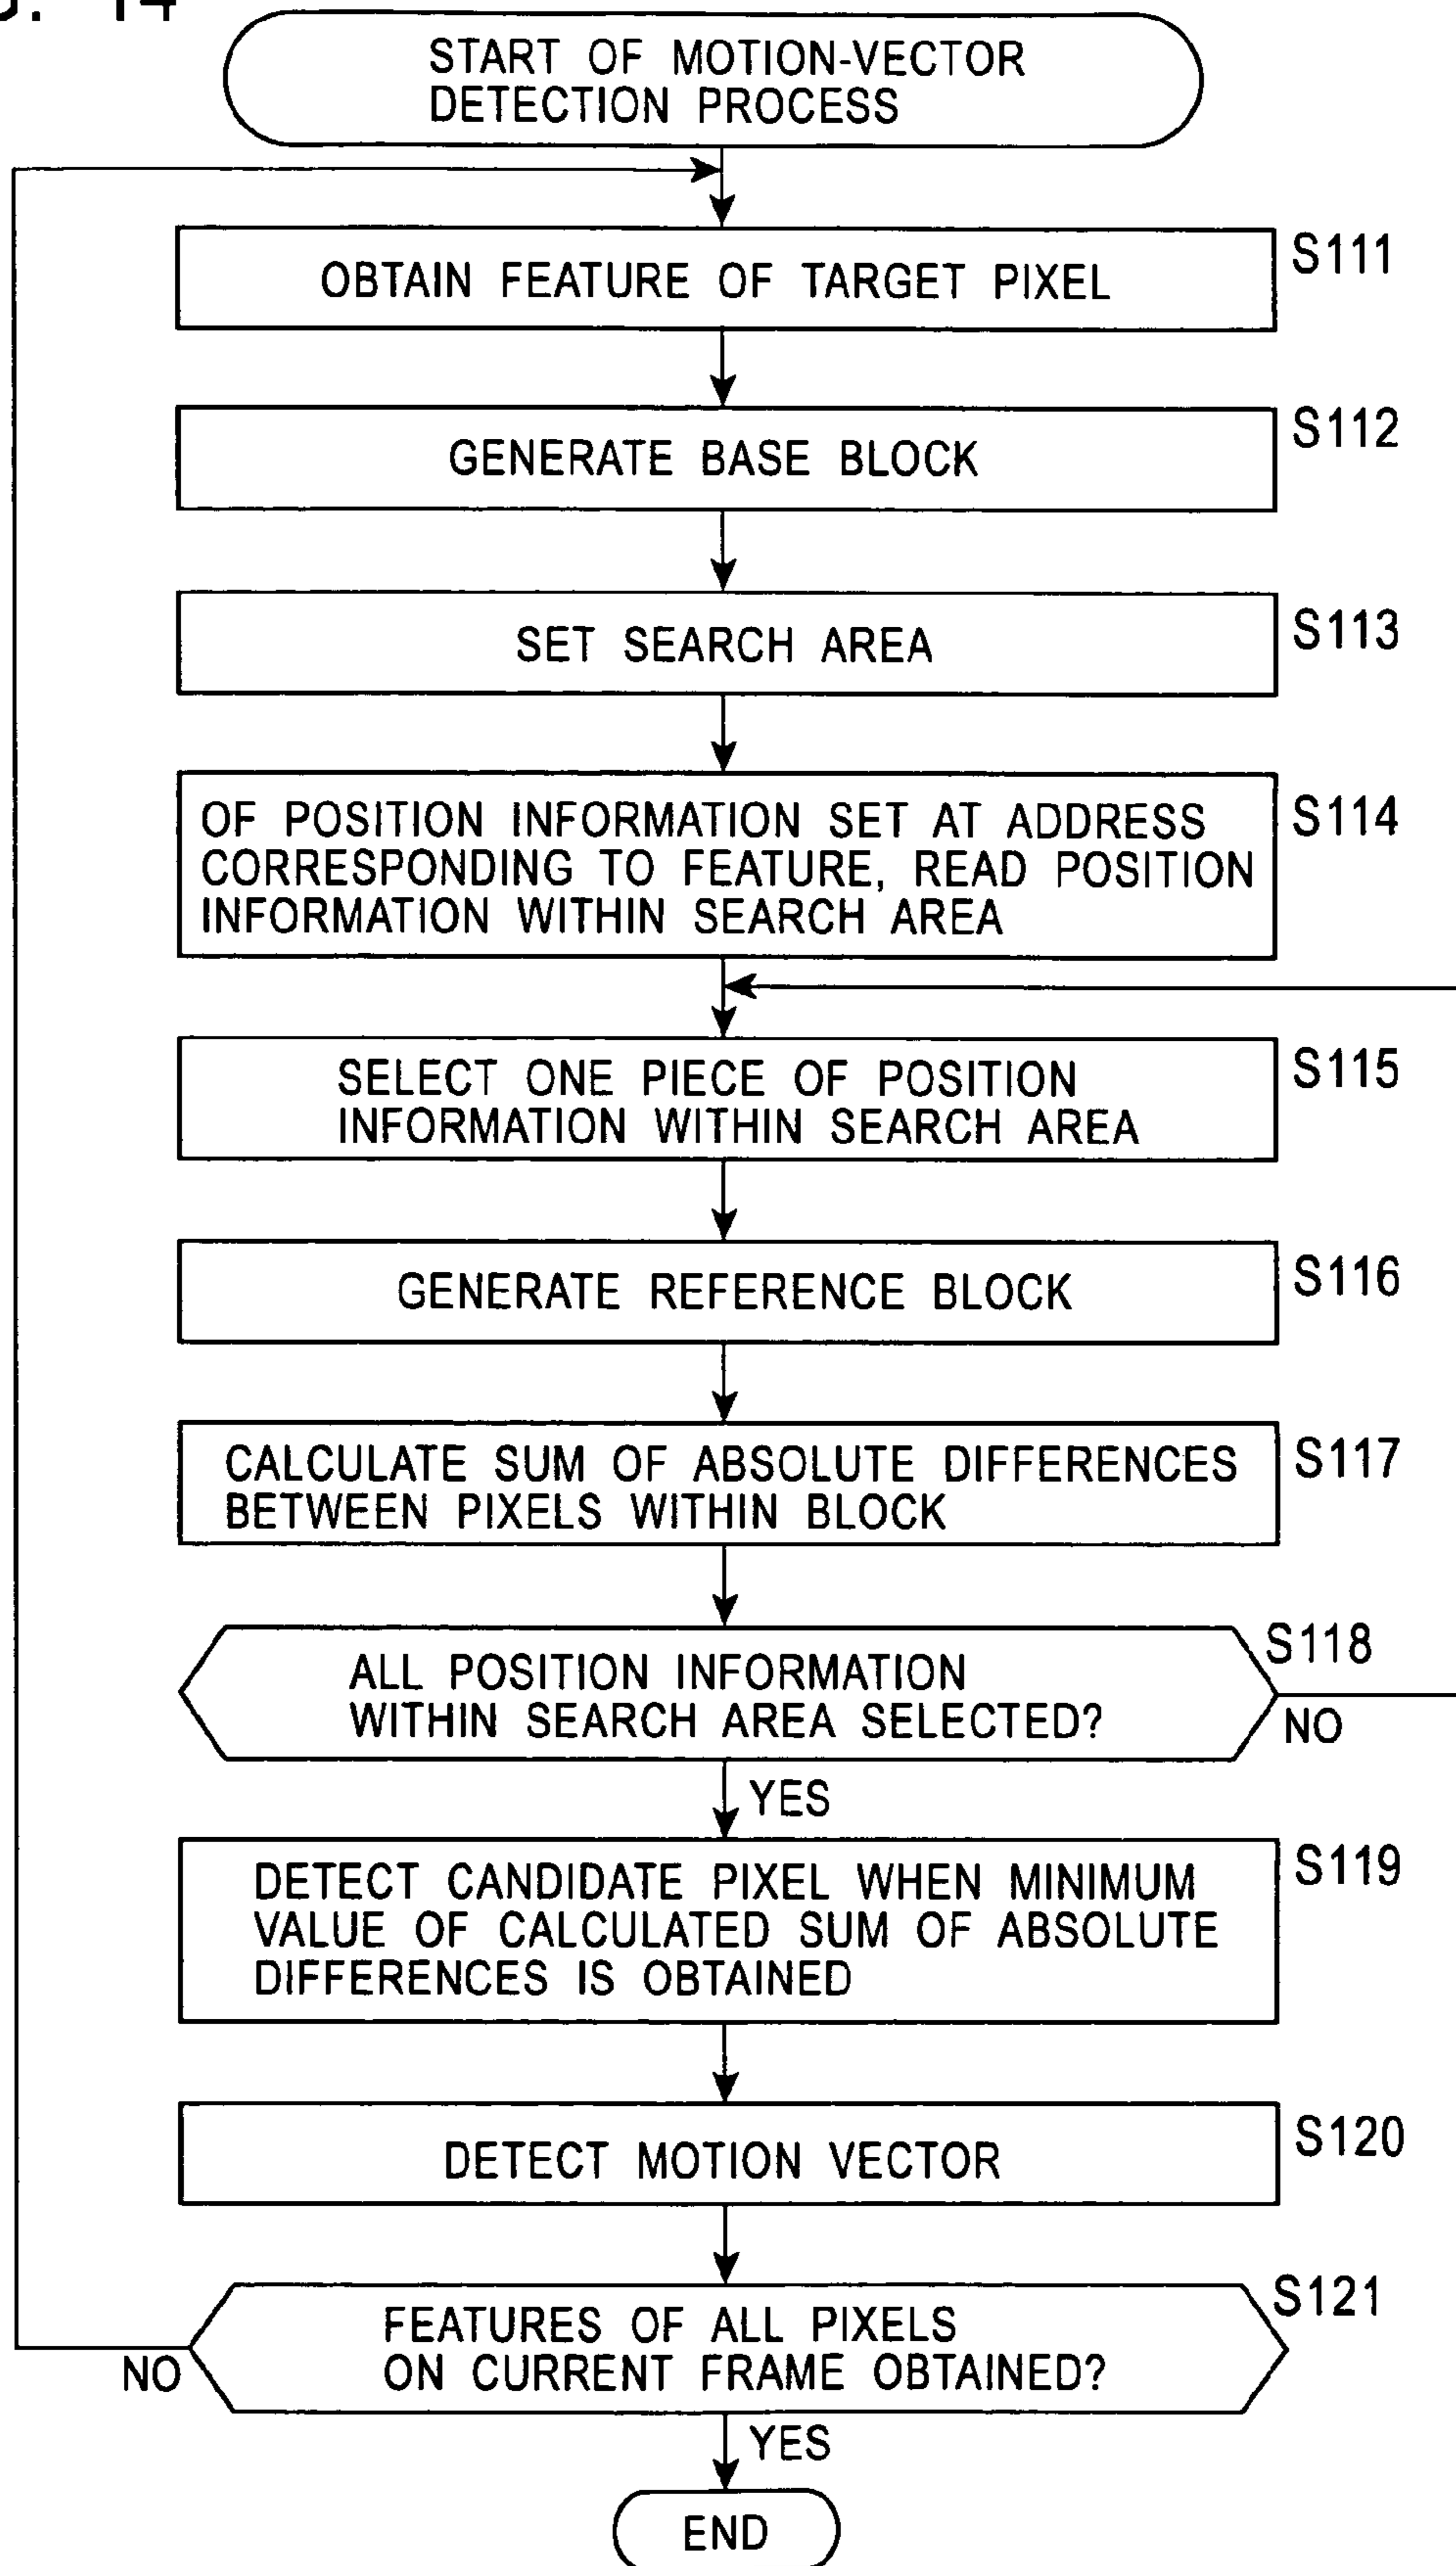 14
START OF MOTION-VECTOR
DETECTION PROCESS
OBTAIN FEATURE OF TARGET PIXEL
S111
GENERATE BASE BLOCK
S112
SET SEARCH AREA
S113
OF POSITION INFORMATION SET AT ADDRESS
CORRESPONDING TO FEATURE, READ POSITION
INFORMATION WITHIN SEARCH AREA
S114
SELECT ONE PIECE OF POSITION
INFORMATION WITHIN SEARCH AREA
S115
GENERATE REFERENCE BLOCK
S116
CALCULATE SUM OF ABSOLUTE DIFFERENCES
BETWEEN PIXELS WITHIN BLOCK
S117
ALL POSITION INFORMATION
WITHIN SEARCH AREA SELECTED?
S118
NO
YES
DETECT CANDIDATE PIXEL WHEN MINIMUM
VALUE OF CALCULATED SUM OF ABSOLUTE
DIFFERENCES IS OBTAINED
S119
DETECT MOTION VECTOR
S120
FEATURES OF ALL PIXELS
ON CURRENT FRAME OBTAINED?
S121
NO
YES
END